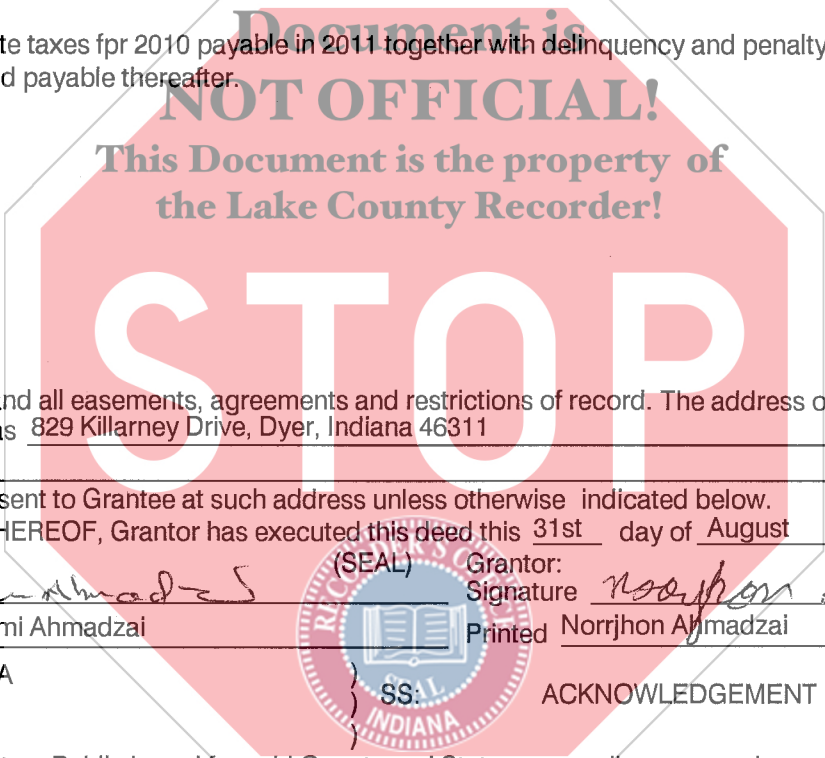 Document is
te taxes fpr 2010 payable in 2011 together with delinquency and penalty
d payable thereafter.
NOT OFFICIAL!
This Document is the property of
the Lake County Recorder!
STOP
nd all easements, agreements and restrictions of record. The address o
s 829 Killarney Drive, Dyer, Indiana 46311
sent to Grantee at such address unless otherwise indicated below.
HEREOF, Grantor has executed this deed this 31st day of August
(SEAL) Grantor:
Signature
mi Ahmadzai Printed Norrjhon Ahmadzai
A
) SS: ACKNOWLEDGEMENT
)
)
RECORDER'S OFFICE
SEAL
INDIANA